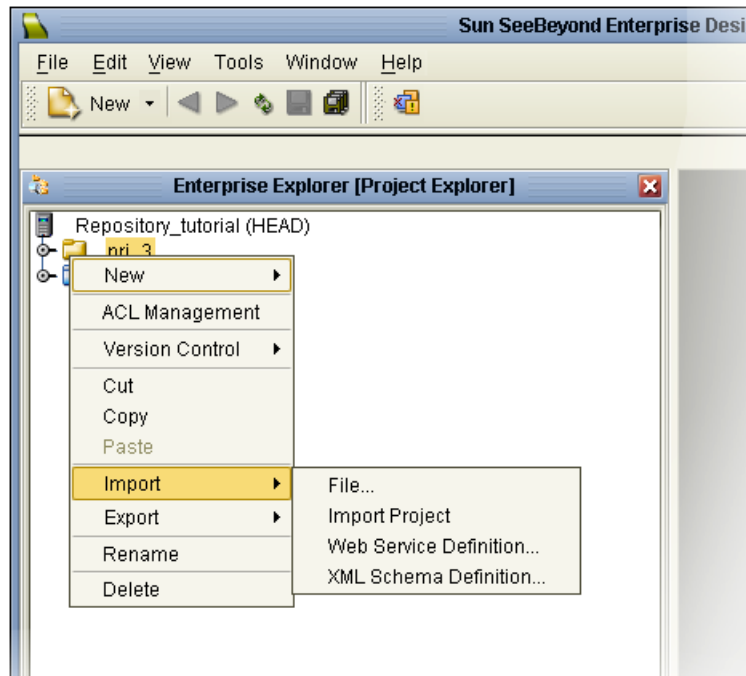 Sun SeeBeyond Enterprise Desi
File Edit View Tools Window Help
New
Enterprise Explorer [Project Explorer]
Repository_tutorial (HEAD)
prj_3
New
ACL Management
Version Control
Cut
Copy
Paste
Import
Export
Rename
Delete
File...
Import Project
Web Service Definition...
XML Schema Definition...